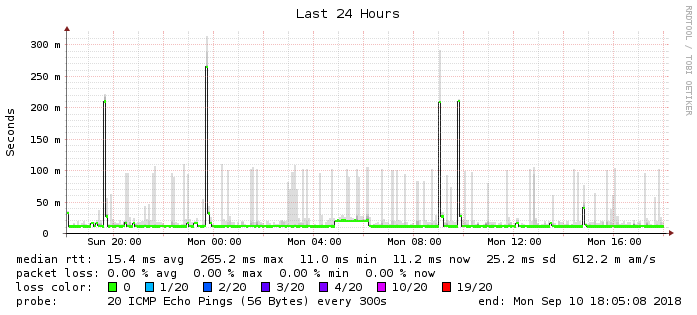 Last 24 Hours
RRDTOOL / TOBI OETIKER
Seconds
300 m
250 m
200 m
150 m
100 m
50 m
0
Sun 20:00 Mon 00:00 Mon 04:00 Mon 08:00 Mon 12:00 Mon 16:00
median rtt: 15.4 ms avg 265.2 ms max 11.0 ms min 11.2 ms now 25.2 ms sd 612.2 m am/s
packet loss: 0.00 % avg 0.00 % max 0.00 % min 0.00 % now
loss color: 0 1/20 2/20 3/20 4/20 10/20 19/20
probe: 20 ICMP Echo Pings (56 Bytes) every 300s end: Mon Sep 10 18:05:08 2018